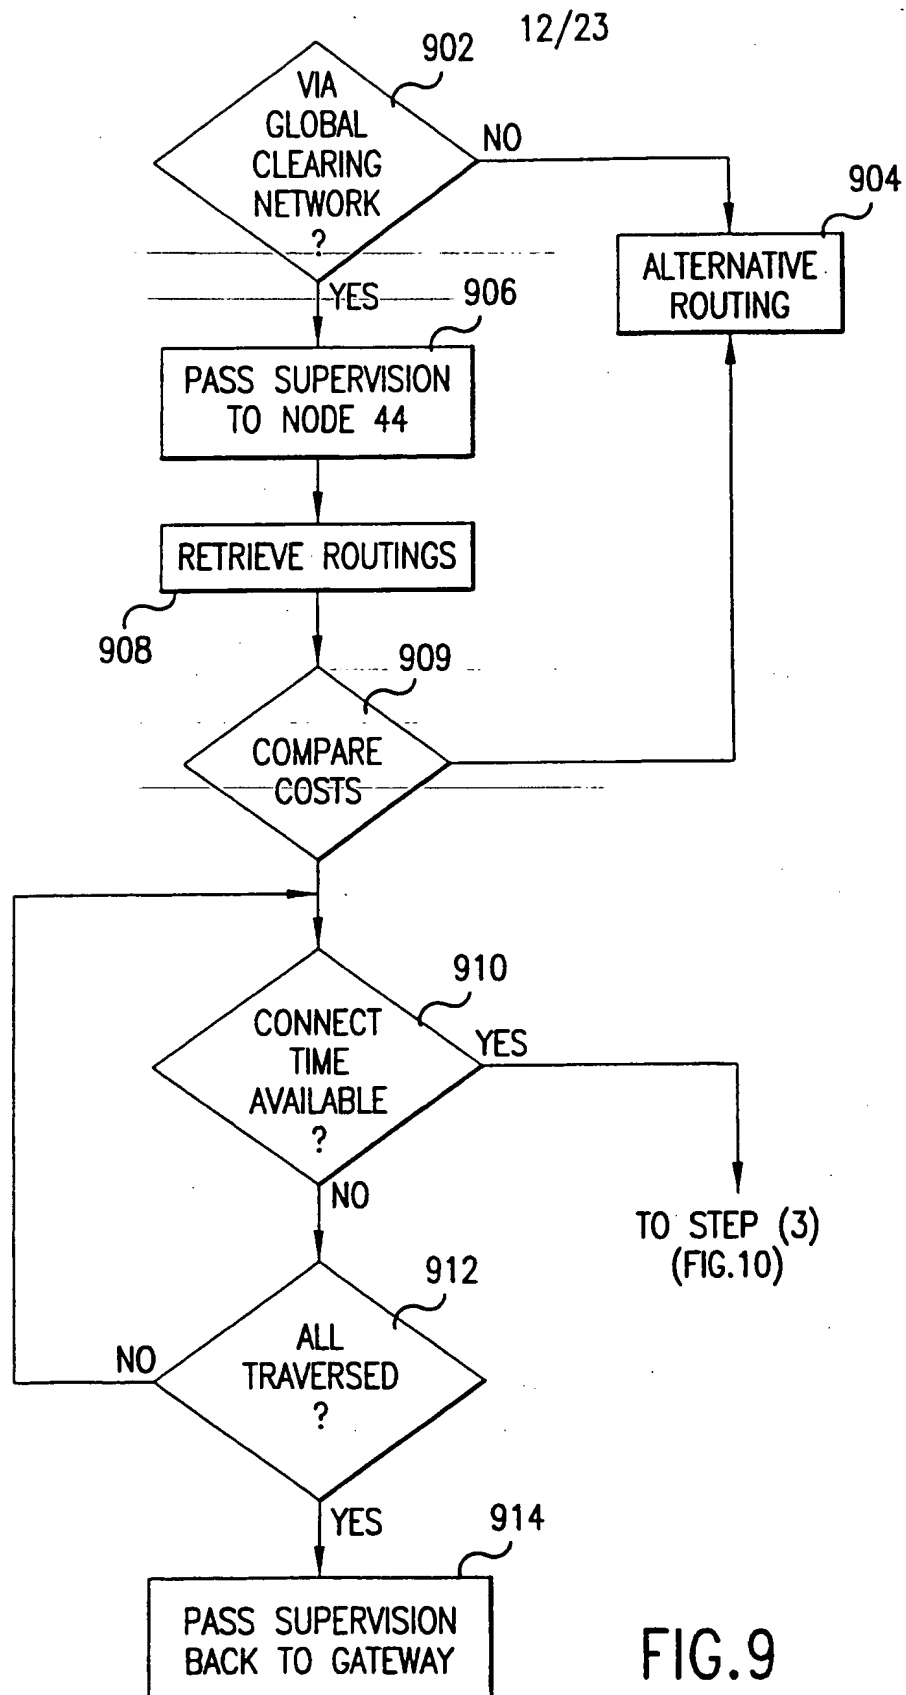 12/23
902
VIA
GLOBAL
CLEARING
NETWORK
?
NO
904
ALTERNATIVE
ROUTING
YES
906
PASS SUPERVISION
TO NODE 44
RETRIEVE ROUTINGS
908
909
COMPARE
COSTS
910
CONNECT
TIME
AVAILABLE
?
YES
NO
TO STEP (3)
(FIG.10)
912
ALL
TRAVERSED
?
NO
YES
914
PASS SUPERVISION
BACK TO GATEWAY
FIG.9